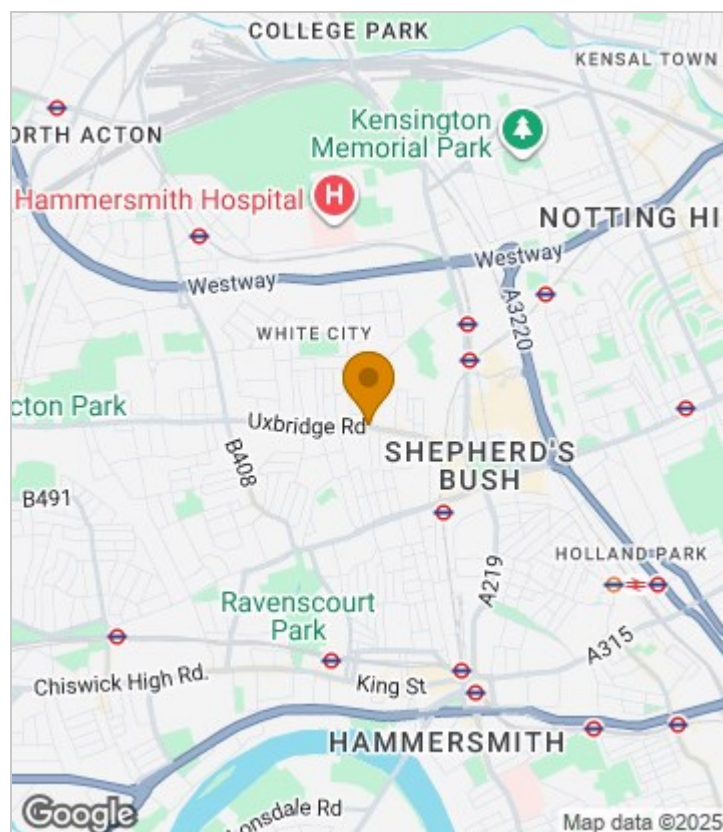 COLLEGE PARK
KENSAL TOWN
Kensington
Memorial Park
ORTH ACTON
Hammersmith Hospital
H
NOTTING HI
Westway
Westway
A3220
WHITE CITY
cton Park
Uxbridge Rd
SHEPHERD'S
BUSH
B408
B491
HOLLAND PARK
A219
Ravenscourt
Park
A315
Chiswick High Rd.
King St
HAMMERSMITH
Google
onsdale Rd
Map data ©2025